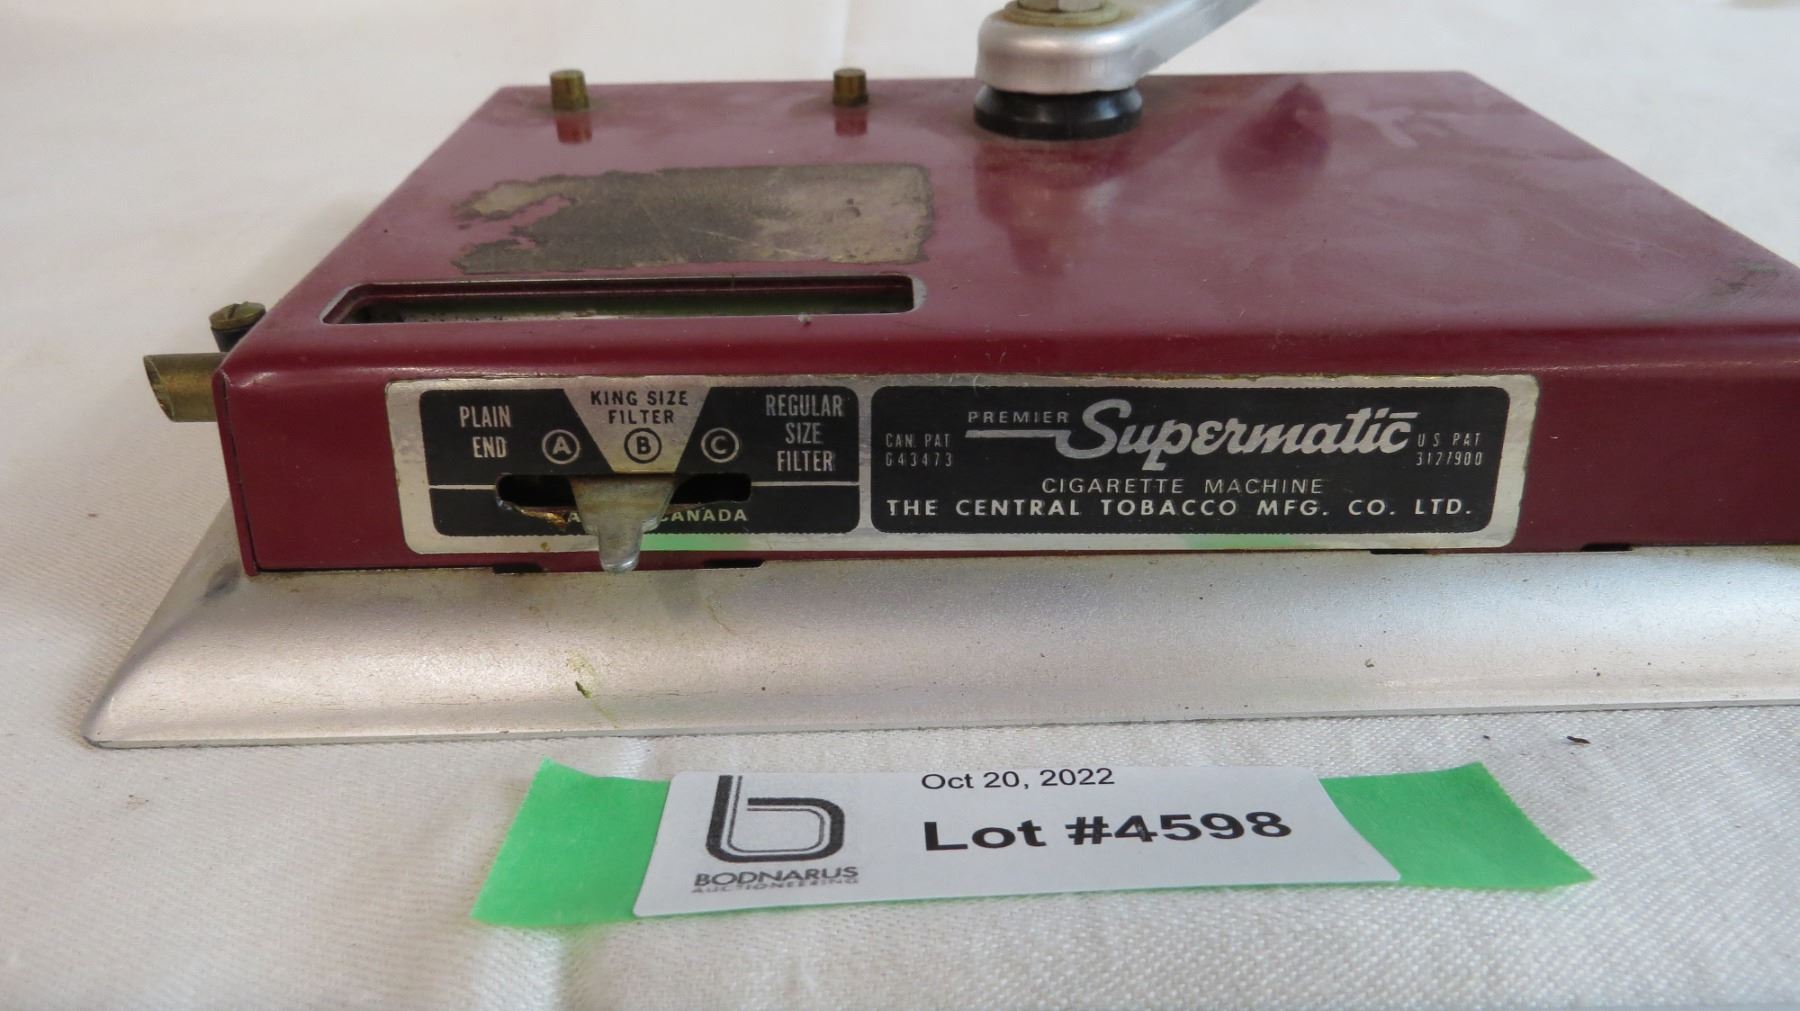 PLAIN END
A
KING SIZE
FILTER
B
C
REGULAR
SIZE
FILTER
CANADA
CAN. PAT
643473
PREMIER Supermatic
U S PAT
3127900
CIGARETTE MACHINE
THE CENTRAL TOBACCO MFG. CO. LTD.
Oct 20, 2022
Lot #4598
b
BODNARUS
AUCTIONEERING